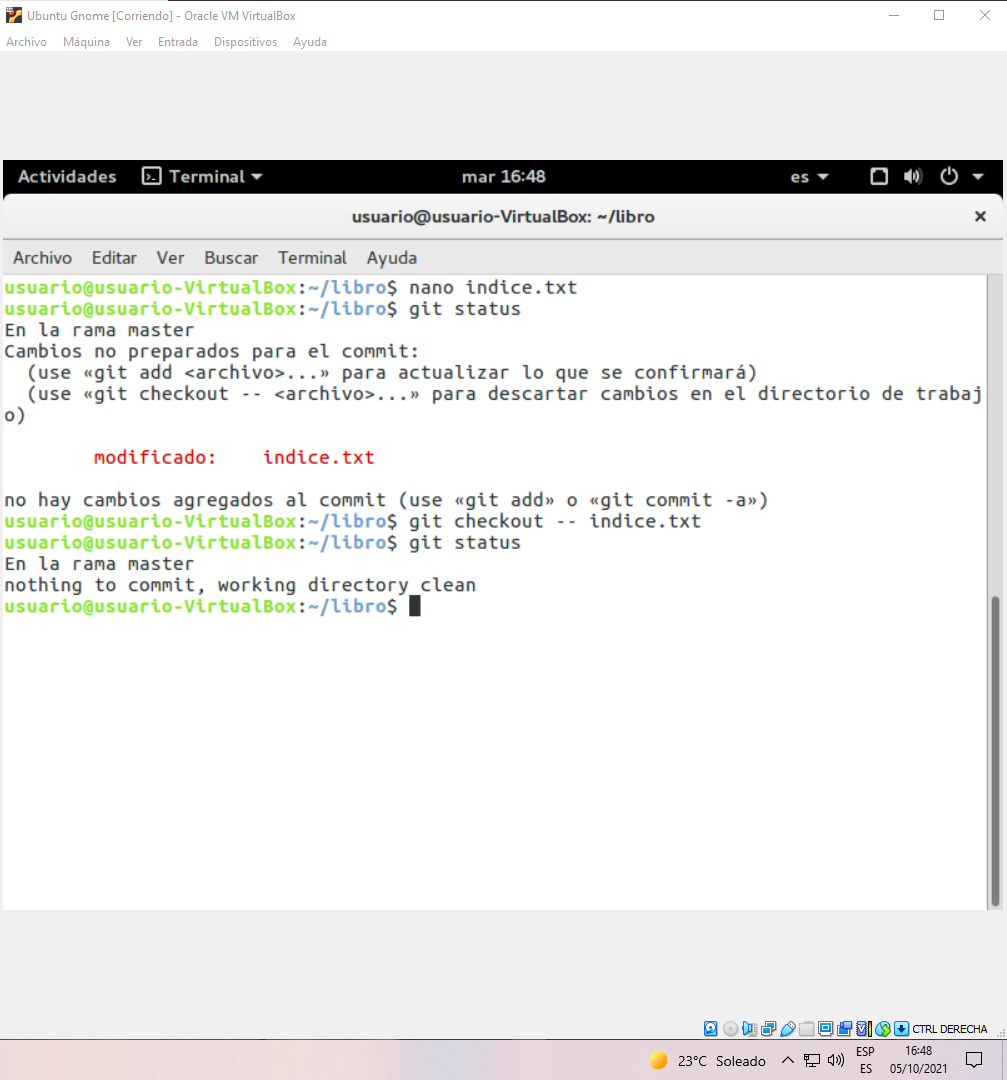 Ubuntu Gnome [Corriendo] - Oracle VM VirtualBox
Archivo Máquina Ver Entrada Dispositivos Ayuda
Actividades Terminal mar 16:48 es
usuario@usuario-VirtualBox: ~/libro
Archivo Editar Ver Buscar Terminal Ayuda
usuario@usuario-VirtualBox:~/libro$ nano indice.txt
usuario@usuario-VirtualBox:~/libro$ git status
En la rama master
Cambios no preparados para el commit:
  (use «git add <archivo>...» para actualizar lo que se confirmará)
  (use «git checkout -- <archivo>...» para descartar cambios en el directorio de trabaj
o)
        modificado:    indice.txt
no hay cambios agregados al commit (use «git add» o «git commit -a»)
usuario@usuario-VirtualBox:~/libro$ git checkout -- indice.txt
usuario@usuario-VirtualBox:~/libro$ git status
En la rama master
nothing to commit, working directory clean
usuario@usuario-VirtualBox:~/libro$
CTRL DERECHA
23°C Soleado ESP 16:48
ES 05/10/2021